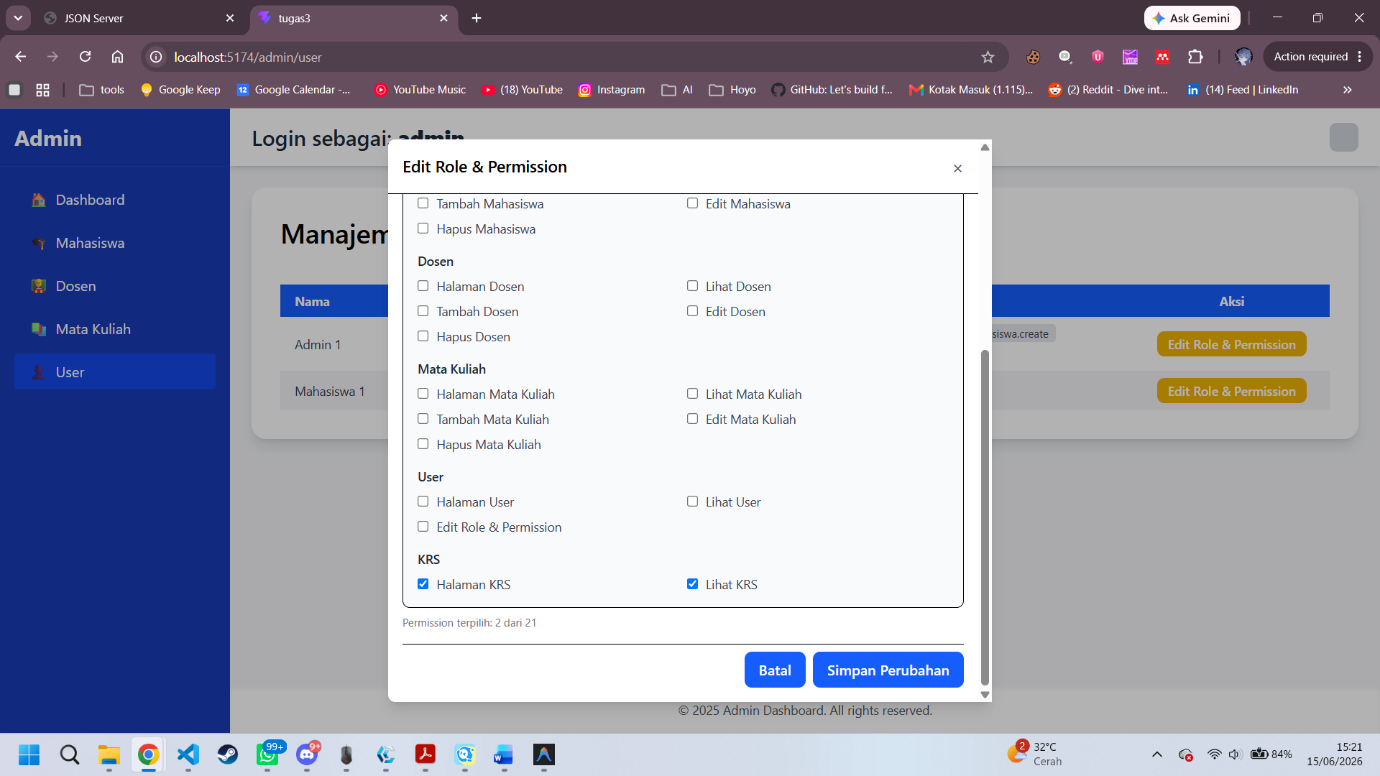 JSON Server
tugas3
Ask Gemini
localhost:5174/admin/user
Action required
tools
Google Keep
12
Google Calendar -...
YouTube Music
(18) YouTube
Instagram
AI
Hoyo
GitHub: Let's build f...
Kotak Masuk (1.115)...
(2) Reddit - Dive int...
(14) Feed | LinkedIn
Admin
Login sebagai: admin
Edit Role & Permission
Dashboard
Mahasiswa
Dosen
Mata Kuliah
User
Manajem
Nama
Aksi
Admin 1
siswa.create
Edit Role & Permission
Mahasiswa 1
Edit Role & Permission
Tambah Mahasiswa
Edit Mahasiswa
Hapus Mahasiswa
Dosen
Halaman Dosen
Lihat Dosen
Tambah Dosen
Edit Dosen
Hapus Dosen
Mata Kuliah
Halaman Mata Kuliah
Lihat Mata Kuliah
Tambah Mata Kuliah
Edit Mata Kuliah
Hapus Mata Kuliah
User
Halaman User
Lihat User
Edit Role & Permission
KRS
Halaman KRS
Lihat KRS
Permission terpilih: 2 dari 21
Batal
Simpan Perubahan
© 2025 Admin Dashboard. All rights reserved.
99+
9+
2
32°C
Cerah
84%
15:21
15/06/2026